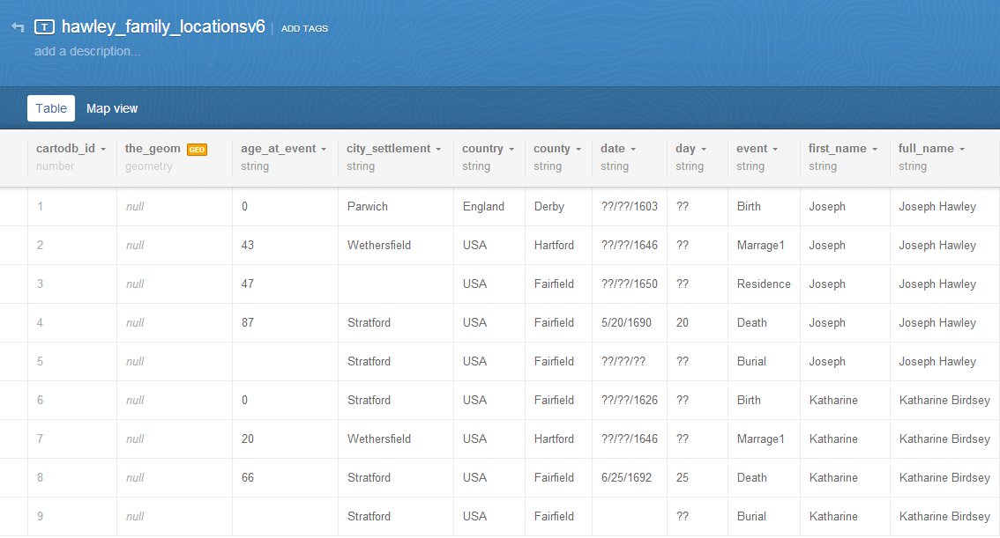 T hawley_family_locationsv6 ADD TAGS
add a description...
Table Map view
cartodb_id the_geom GEO age_at_event city_settlement country county date day event first_name full_name
number geometry string string string string string string string string string
1 null 0 Parwich England Derby ??/??/1603 ?? Birth Joseph Joseph Hawley
2 null 43 Wethersfield USA Hartford ??/??/1646 ?? Marrage1 Joseph Joseph Hawley
3 null 47 USA Fairfield ??/??/1650 ?? Residence Joseph Joseph Hawley
4 null 87 Stratford USA Fairfield 5/20/1690 20 Death Joseph Joseph Hawley
5 null Stratford USA Fairfield ??/??/?? ?? Burial Joseph Joseph Hawley
6 null 0 Stratford USA Fairfield ??/??/1626 ?? Birth Katharine Katharine Birdsey
7 null 20 Wethersfield USA Hartford ??/??/1646 ?? Marrage1 Katharine Katharine Birdsey
8 null 66 Stratford USA Fairfield 6/25/1692 25 Death Katharine Katharine Birdsey
9 null Stratford USA Fairfield ?? Burial Katharine Katharine Birdsey